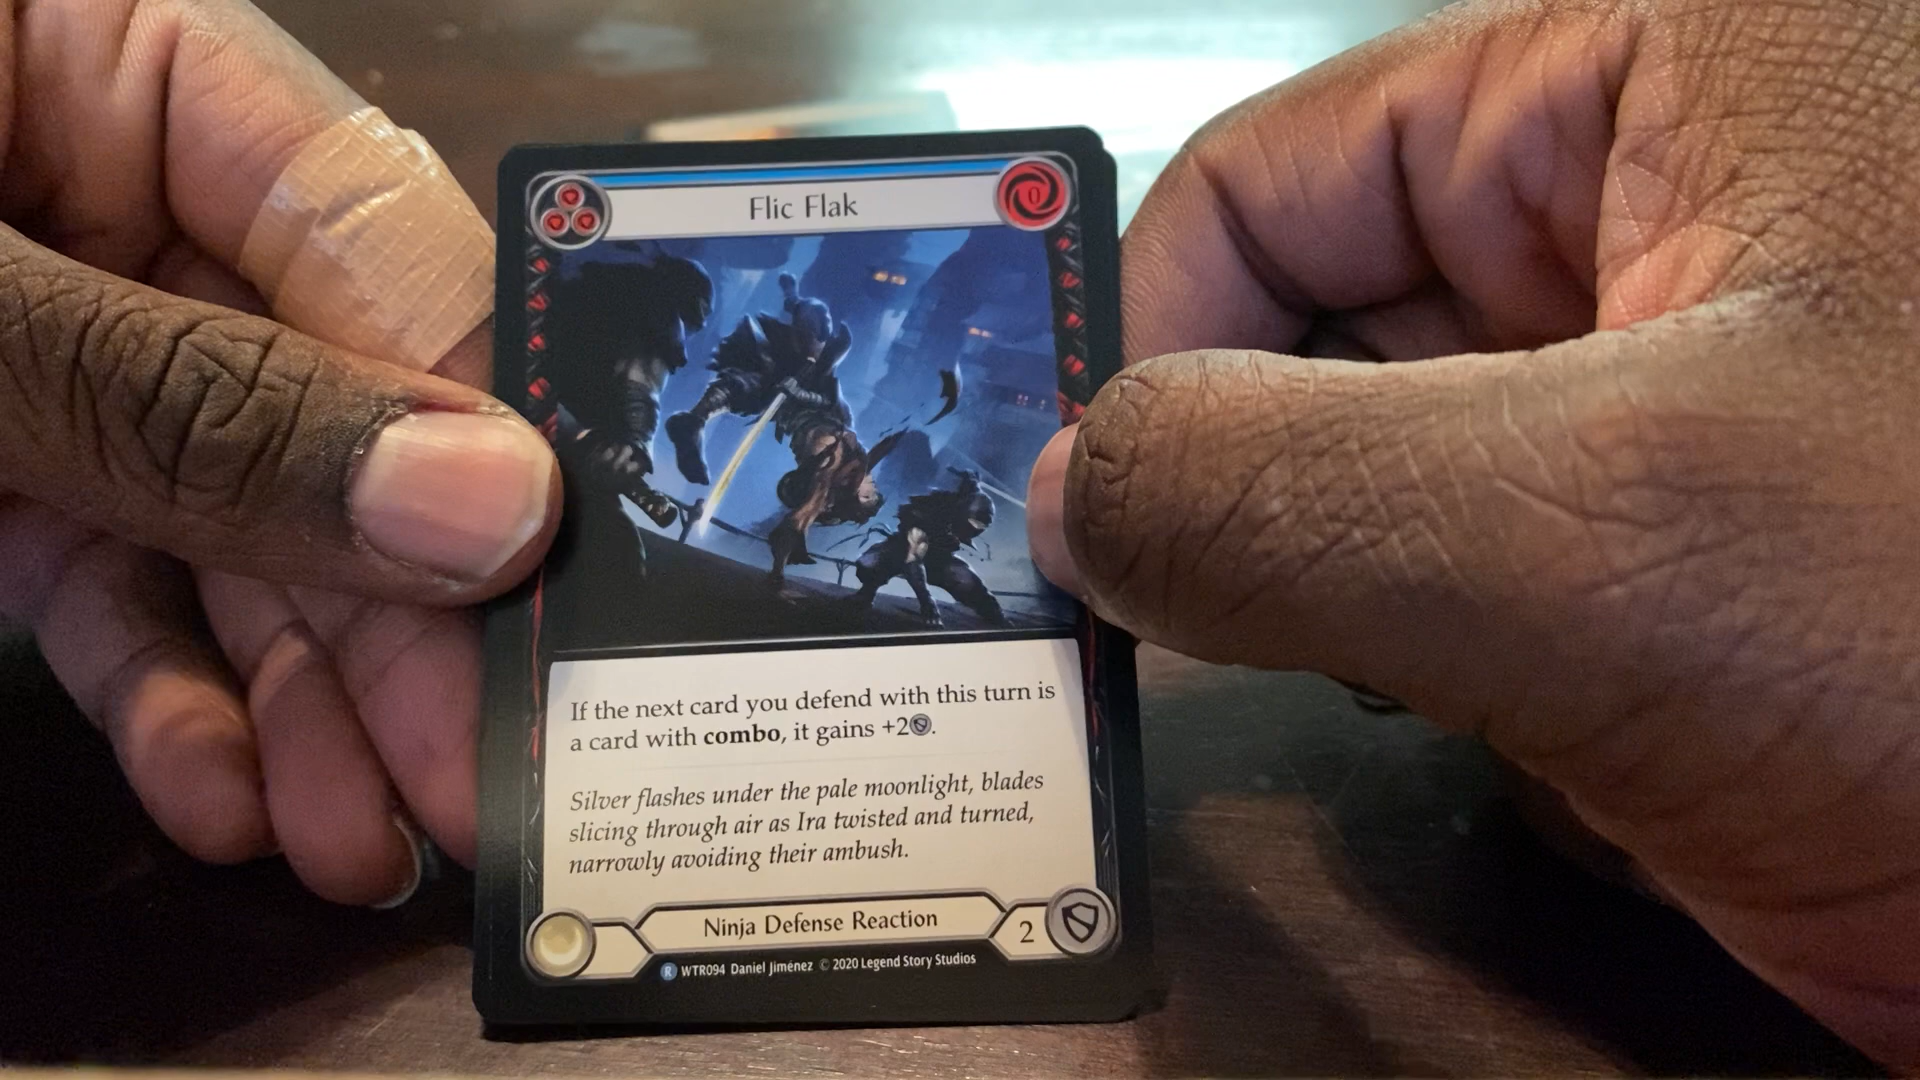 Flic Flak
0
If the next card you defend with this turn is
a card with combo, it gains +2.
Silver flashes under the pale moonlight, blades
slicing through air as Ira twisted and turned,
narrowly avoiding their ambush.
Ninja Defense Reaction
2
R WTR094 Daniel Jiménez © 2020 Legend Story Studios